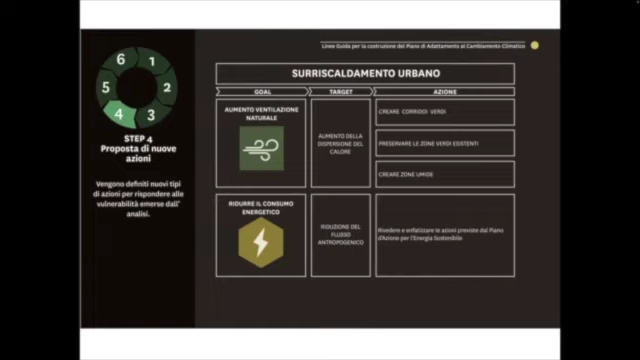 Linee Guida per la costruzione del Piano di Adattamento al Cambiamento Climatico
6 1
5 2
4 3
STEP 4
Proposta di nuove
azioni
Vengono definiti nuovi tipi
di azioni per rispondere alle
vulnerabilità emerse dall'
analisi.
SURRISCALDAMENTO URBANO
GOAL TARGET AZIONE
AUMENTO VENTILAZIONE
NATURALE
AUMENTO DELLA
DISPERSIONE DEL
CALORE
CREARE CORRIDOI VERDI
PRESERVARE LE ZONE VERDI ESISTENTI
CREARE ZONE UMIDE
RIDURRE IL CONSUMO
ENERGETICO
RIDUZIONE DEL
FLUSSO
ANTROPOGENICO
Rivedere e enfatizzare le azioni previste dal Piano
d'Azione per l'Energia Sostenibile